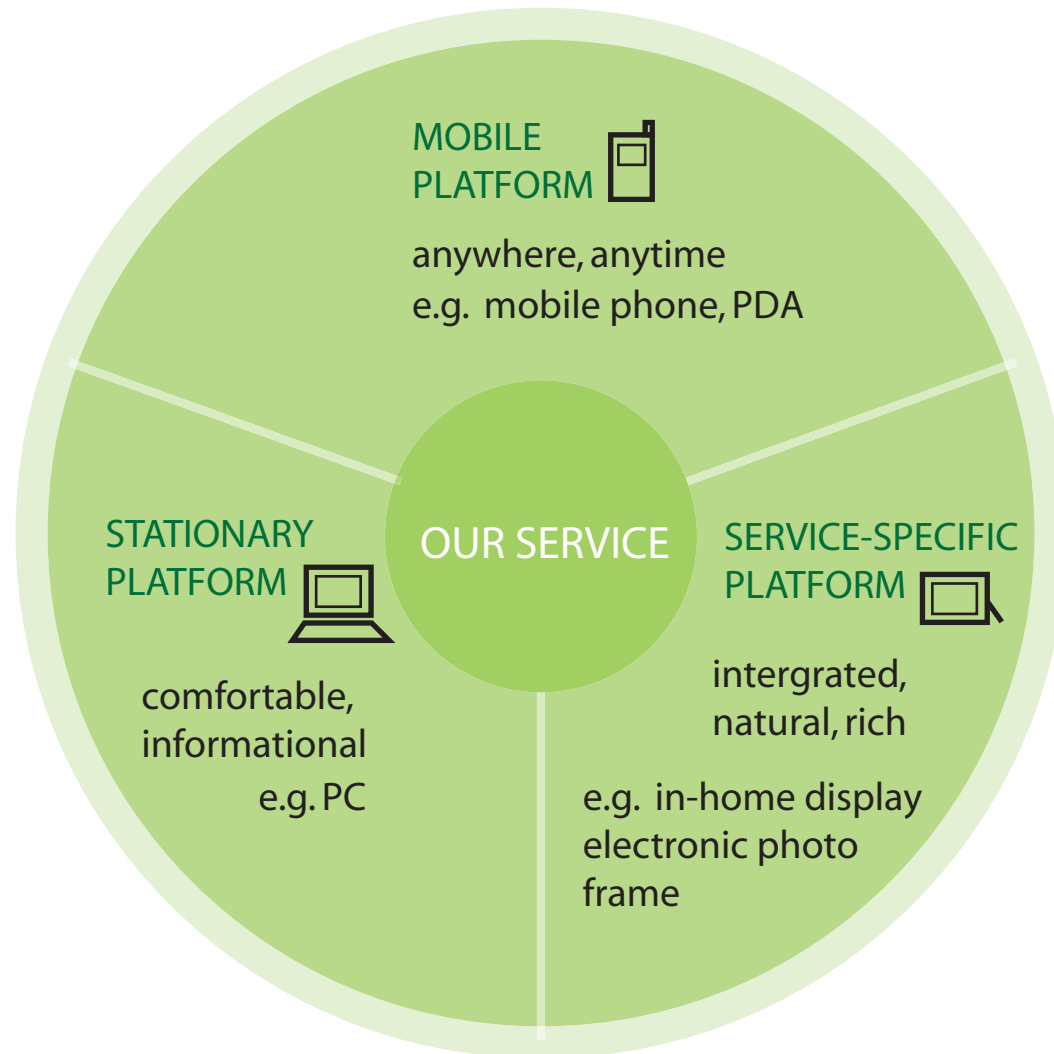 MOBILE
PLATFORM
anywhere, anytime
e.g. mobile phone, PDA
STATIONARY
PLATFORM
comfortable,
informational
e.g. PC
OUR SERVICE
SERVICE-SPECIFIC
PLATFORM
intergrated,
natural, rich
e.g. in-home display
electronic photo
frame